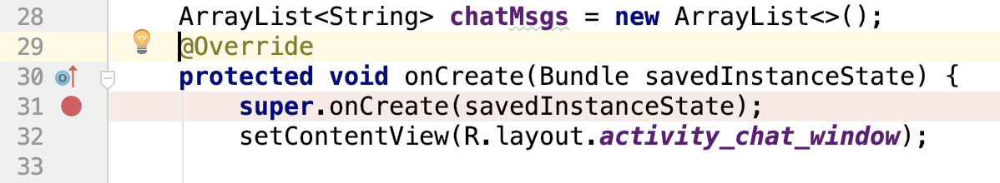 28 ArrayList<String> chatMsgs = new ArrayList<>();
29 @Override
30 protected void onCreate(Bundle savedInstanceState) {
31 super.onCreate(savedInstanceState);
32 setContentView(R.layout.activity_chat_window);
33